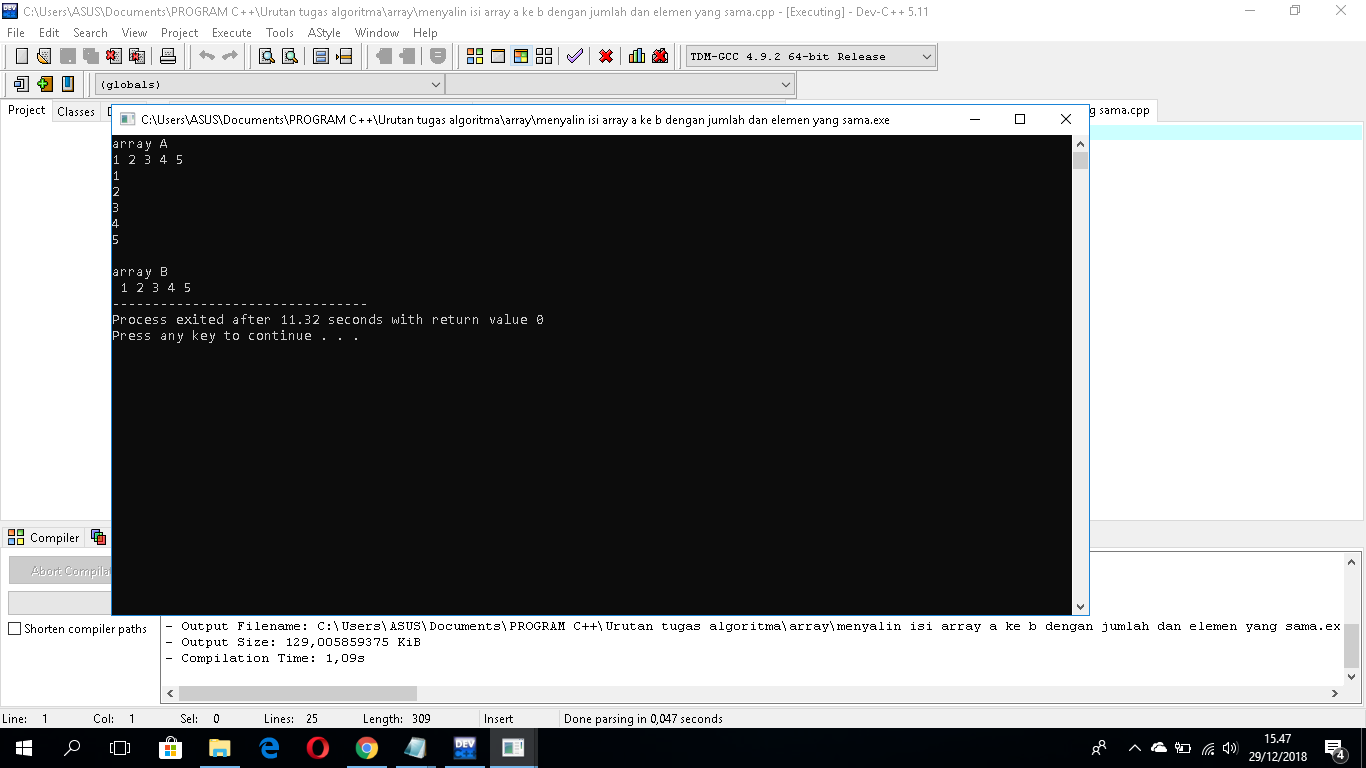 C:\Users\ASUS\Documents\PROGRAM C++\Urutan tugas algoritma\array\menyalin isi array a ke b dengan jumlah dan elemen yang sama.cpp - [Executing] - Dev-C++ 5.11
File Edit Search View Project Execute Tools AStyle Window Help
TDM-GCC 4.9.2 64-bit Release
(globals)
Project Classes
g sama.cpp
C:\Users\ASUS\Documents\PROGRAM C++\Urutan tugas algoritma\array\menyalin isi array a ke b dengan jumlah dan elemen yang sama.exe
array A
1 2 3 4 5
1
2
3
4
5
array B
1 2 3 4 5
--------------------------------
Process exited after 11.32 seconds with return value 0
Press any key to continue . . .
Compiler
Abort Compilat
Shorten compiler paths
- Output Filename: C:\Users\ASUS\Documents\PROGRAM C++\Urutan tugas algoritma\array\menyalin isi array a ke b dengan jumlah dan elemen yang sama.ex
- Output Size: 129,005859375 KiB
- Compilation Time: 1,09s
Line: 1 Col: 1 Sel: 0 Lines: 25 Length: 309 Insert Done parsing in 0,047 seconds
DEV
15.47
29/12/2018
4